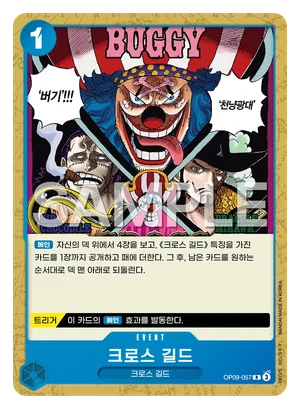 1
BUGGY
'버기'!!!
'천냥광대'
SAMPLE
메인 자신의 덱 위에서 4장을 보고, 《크로스 길드》 특징을 가진
카드를 1장까지 공개하고 패에 더한다. 그 후, 남은 카드를 원하는
순서대로 덱 맨 아래로 되돌린다.
트리거 이 카드의 메인 효과를 발동한다.
EVENT
크로스 길드
크로스 길드
OP09-057 R 3